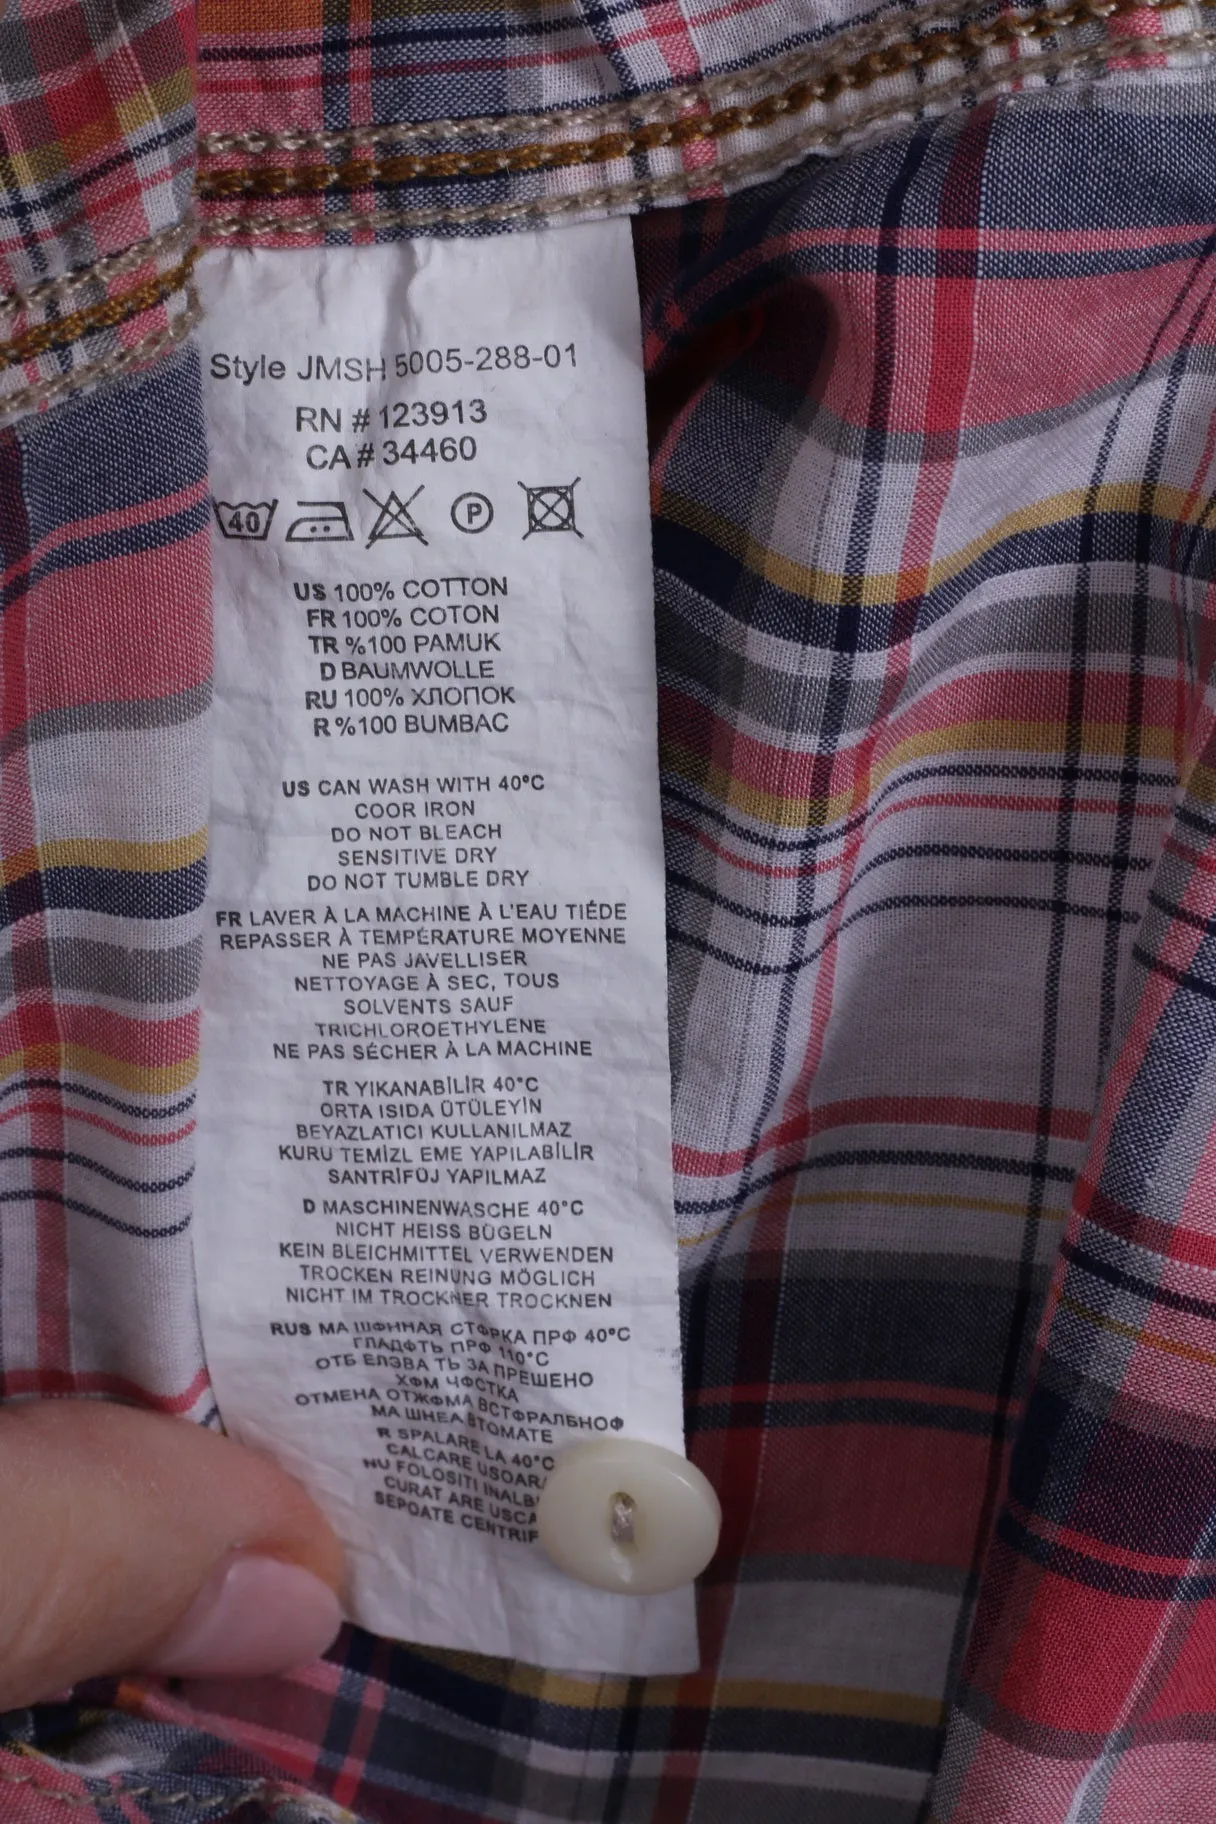 Style JMSH 5005-288-01
RN # 123913
CA # 34460
40 P
US 100% COTTON
FR 100% COTON
TR %100 PAMUK
D BAUMWOLLE
RU 100% ХЛОПОК
R %100 BUMBAC
US CAN WASH WITH 40°C
COOR IRON
DO NOT BLEACH
SENSITIVE DRY
DO NOT TUMBLE DRY
FR LAVER À LA MACHINE À L'EAU TIÉDE
REPASSER À TEMPÉRATURE MOYENNE
NE PAS JAVELLISER
NETTOYAGE À SEC, TOUS
SOLVENTS SAUF
TRICHLOROETHYLENE
NE PAS SÉCHER À LA MACHINE
TR YIKANABİLİR 40°C
ORTA ISIDA ÜTÜLEYİN
BEYAZLATICI KULLANILMAZ
KURU TEMIZL EME YAPILABİLİR
SANTRİFÜJ YAPILMAZ
D MASCHINENWASCHE 40°C
NICHT HEISS BÜGELN
KEIN BLEICHMITTEL VERWENDEN
TROCKEN REINUNG MÖGLICH
NICHT IM TROCKNER TROCKNEN
RUS МА ШФННАЯ СТФРКА ПРФ 40°C
ГЛАДФТЬ ПРФ 110°C
ОТБ ЕЛЗВА ТЬ ЗА ПРЕШЕНО
ХФМ ЧФСТКА
ОТМЕНА ОТЖФМА ВСТФРАЛБНОФ
МА ШНЕА ВТОМАТЕ
R SPALARE LA 40°C
CALCARE USOAR
NU FOLOSITI INALB
CURAT ARE USCA
SEPOATE CENTRIF